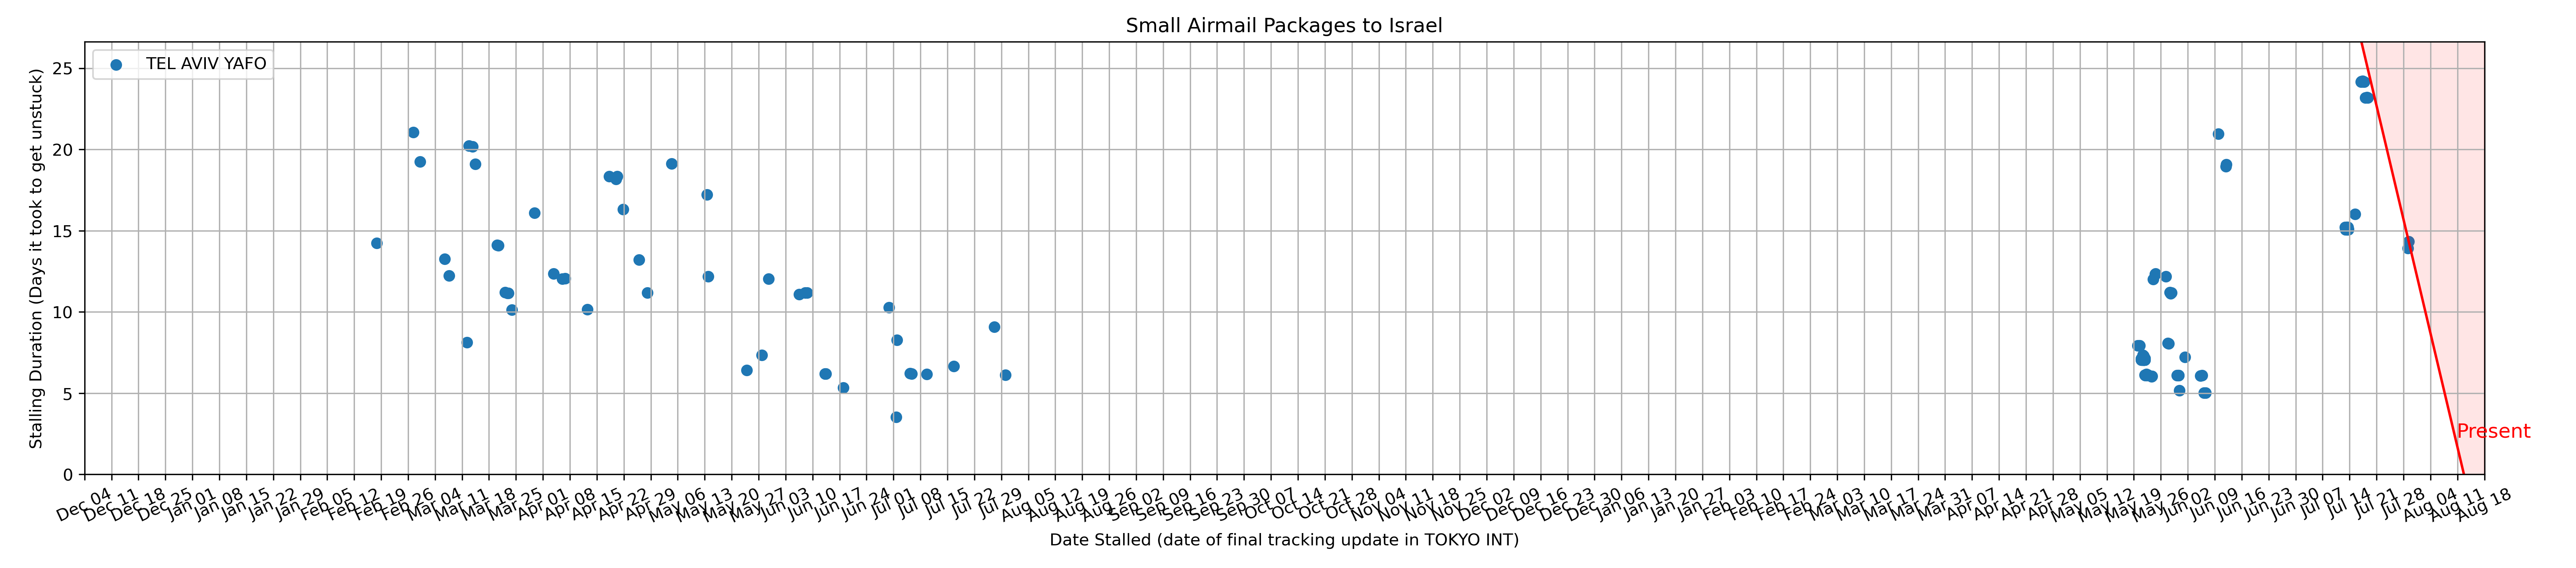 Small Airmail Packages to Israel
TEL AVIV YAFO
Stalling Duration (Days it took to get unstuck)
25
20
15
10
5
0
Present
Dec 04 Dec 11 Dec 18 Dec 25 Jan 01 Jan 08 Jan 15 Jan 22 Jan 29 Feb 05 Feb 12 Feb 19 Feb 26 Mar 04 Mar 11 Mar 18 Mar 25 Apr 01 Apr 08 Apr 15 Apr 22 Apr 29 May 06 May 13 May 20 May 27 Jun 03 Jun 10 Jun 17 Jun 24 Jul 01 Jul 08 Jul 15 Jul 22 Jul 29 Aug 05 Aug 12 Aug 19 Aug 26 Sep 02 Sep 09 Sep 16 Sep 23 Sep 30 Oct 07 Oct 14 Oct 21 Oct 28 Nov 04 Nov 11 Nov 18 Nov 25 Dec 02 Dec 09 Dec 16 Dec 23 Dec 30 Jan 06 Jan 13 Jan 20 Jan 27 Feb 03 Feb 10 Feb 17 Feb 24 Mar 03 Mar 10 Mar 17 Mar 24 Mar 31 Apr 07 Apr 14 Apr 21 Apr 28 May 05 May 12 May 19 May 26 Jun 02 Jun 09 Jun 16 Jun 23 Jun 30 Jul 07 Jul 14 Jul 21 Jul 28 Aug 04 Aug 11 Aug 18
Date Stalled (date of final tracking update in TOKYO INT)